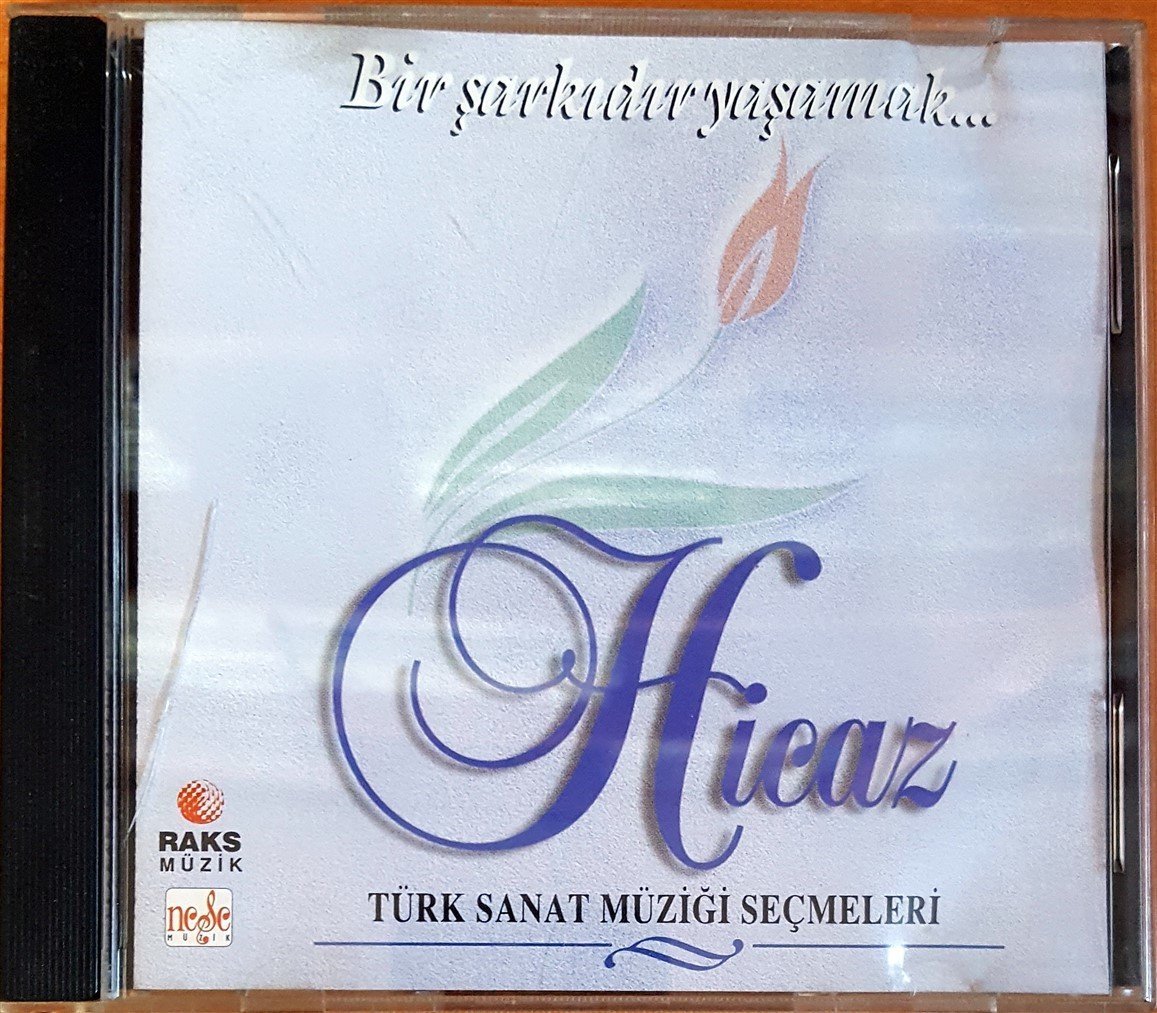 Bir şarkıdır yaşamak...
Hicaz
RAKS
MÜZİK
TÜRK SANAT MÜZİĞİ SEÇMELERİ
neşe
MÜZİK